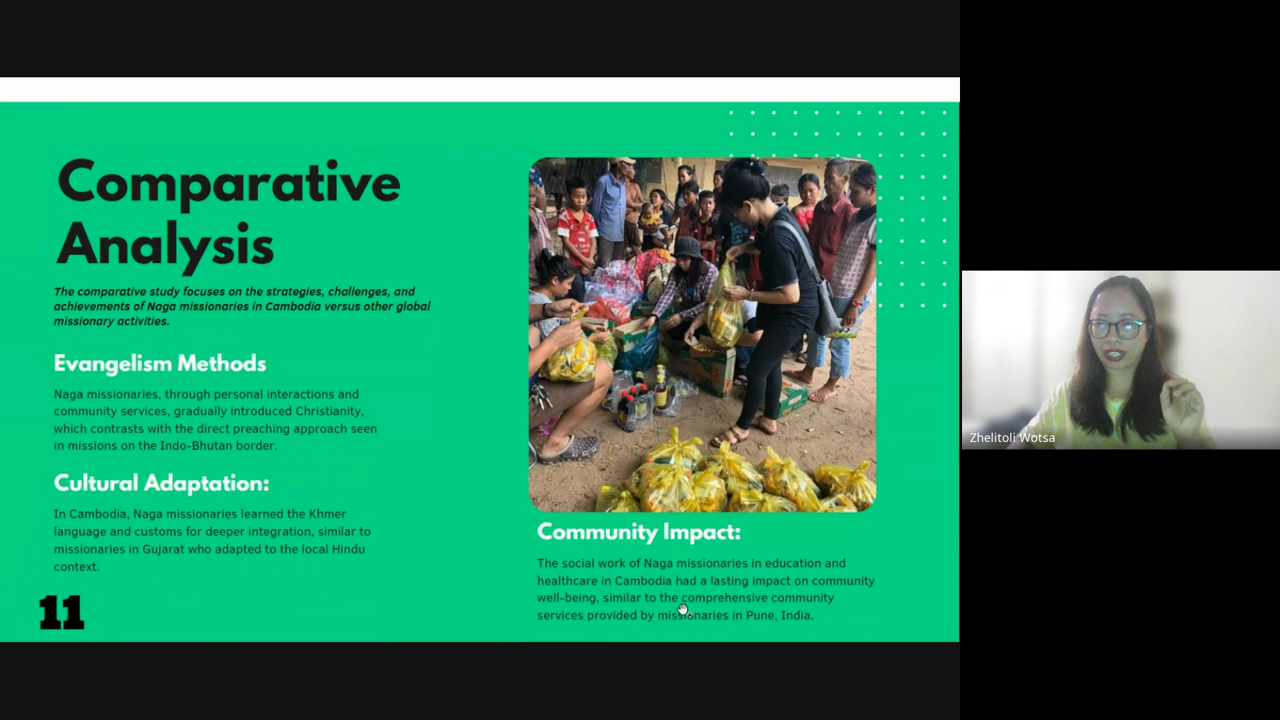 Comparative
Analysis
The comparative study focuses on the strategies, challenges, and
achievements of Naga missionaries in Cambodia versus other global
missionary activities.
Evangelism Methods
Naga missionaries, through personal interactions and
community services, gradually introduced Christianity,
which contrasts with the direct preaching approach seen
in missions on the Indo-Bhutan border.
Cultural Adaptation:
In Cambodia, Naga missionaries learned the Khmer
language and customs for deeper integration, similar to
missionaries in Gujarat who adapted to the local Hindu
context.
11
Community Impact:
The social work of Naga missionaries in education and
healthcare in Cambodia had a lasting impact on community
well-being, similar to the comprehensive community
services provided by missionaries in Pune, India.
Zhelitoli Wotsa